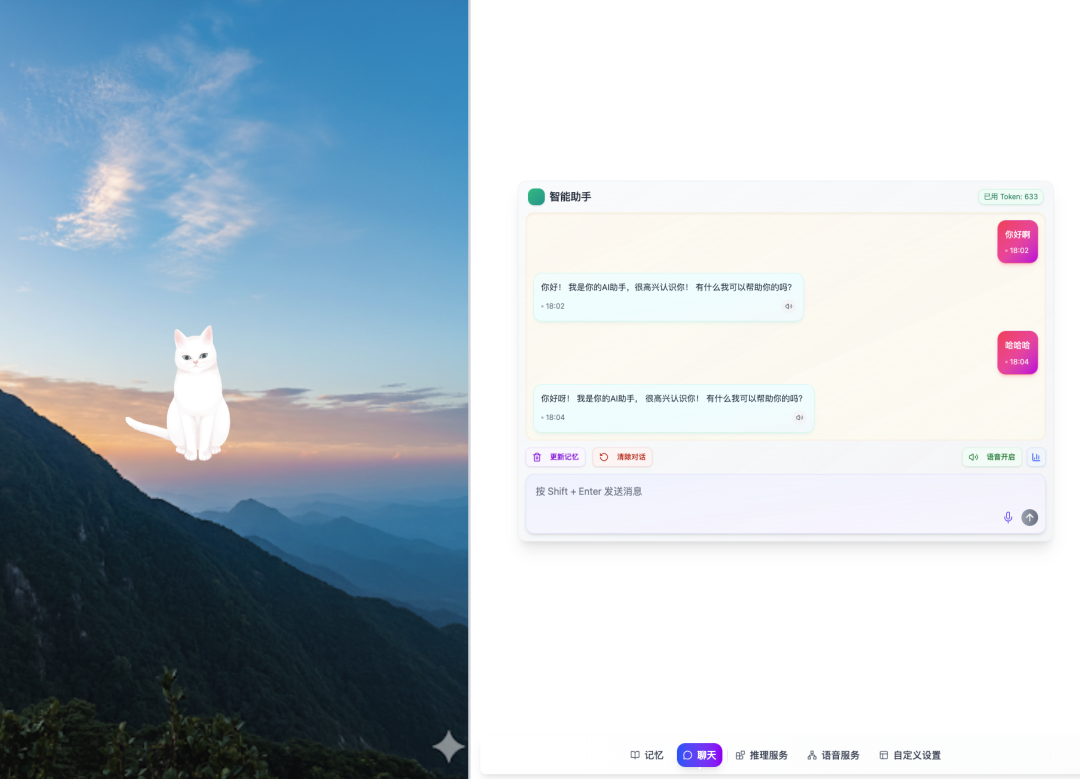 智能助手
已用 Token: 633
你好啊
18:02
你好！ 我是你的AI助手，很高兴认识你！ 有什么我可以帮助你的吗？
18:02
哈哈哈
18:04
你好呀！ 我是你的AI助手， 很高兴认识你！ 有什么我可以帮助你的吗？
18:04
更新记忆
清除对话
语音开启
按 Shift + Enter 发送消息
记忆
聊天
推理服务
语音服务
自定义设置